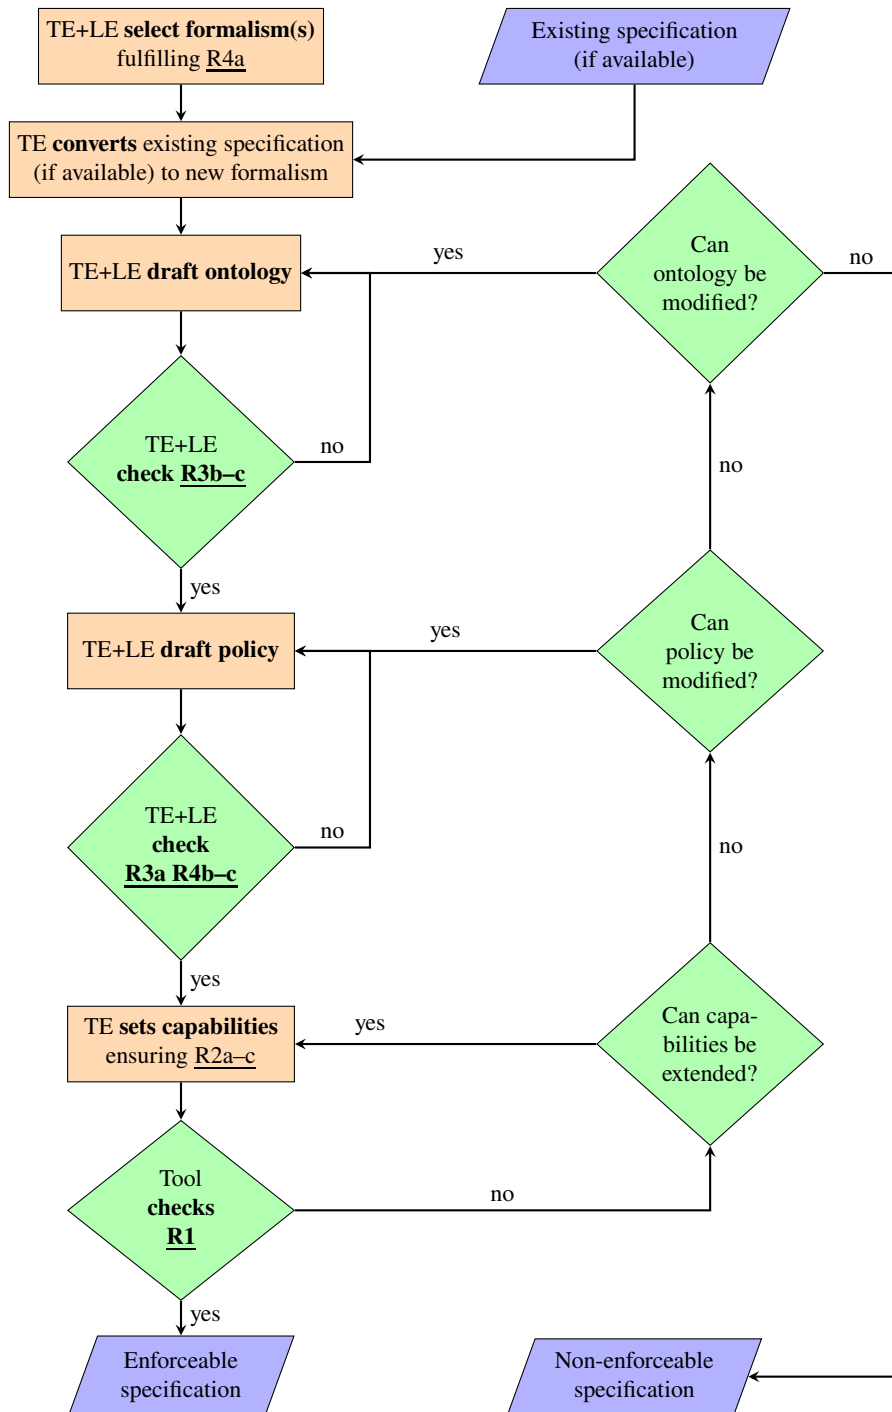 TE+LE select formalism(s)
fulfilling R4a
Existing specification
(if available)
TE converts existing specification
(if available) to new formalism
TE+LE draft ontology
yes
Can
ontology be
modified?
no
TE+LE
check R3b–c
no
no
yes
TE+LE draft policy
yes
Can
policy be
modified?
TE+LE
check
R3a R4b–c
no
no
yes
TE sets capabilities
ensuring R2a–c
yes
Can capa-
bilities be
extended?
Tool
checks
R1
no
yes
Enforceable
specification
Non-enforceable
specification